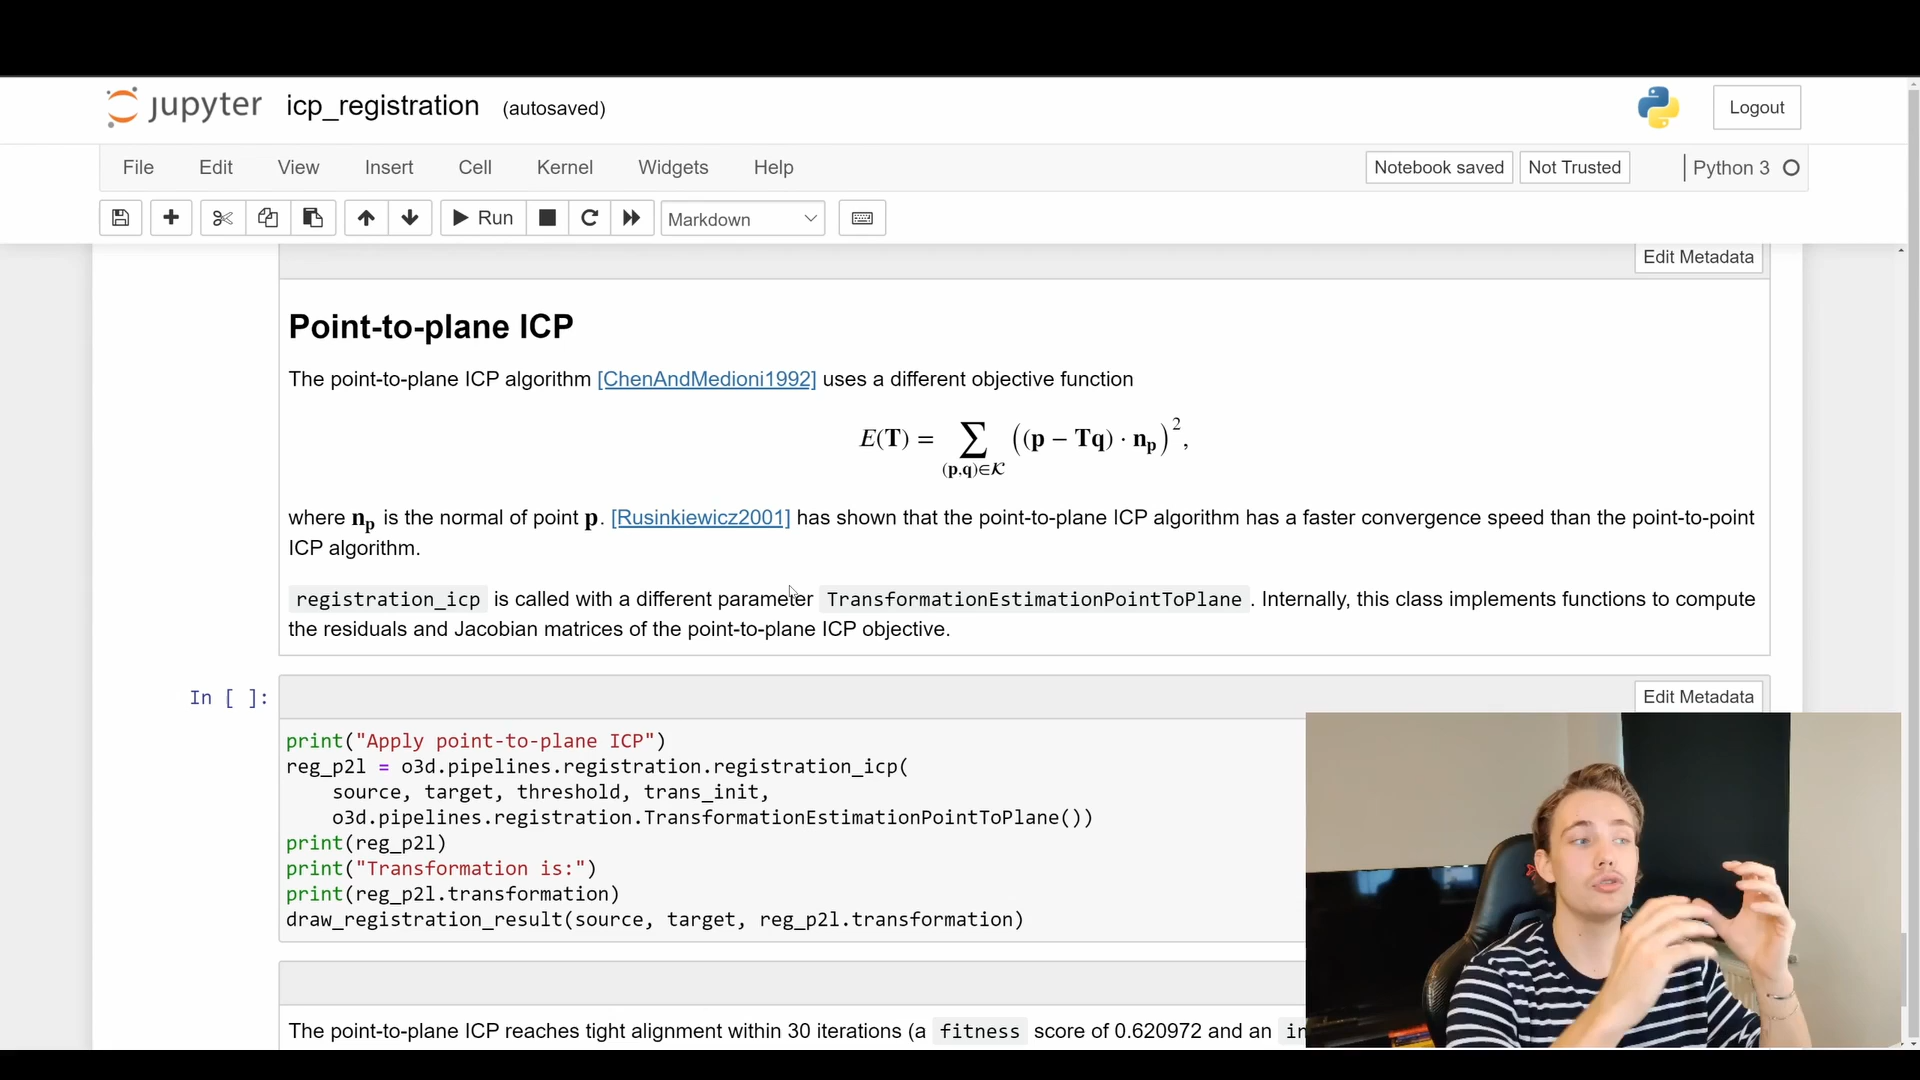 jupyter icp_registration (autosaved) Logout
File Edit View Insert Cell Kernel Widgets Help Notebook saved Not Trusted Python 3
Run Markdown
Edit Metadata
Point-to-plane ICP
The point-to-plane ICP algorithm [ChenAndMedioni1992] uses a different objective function
E(T) = ∑ ((p − Tq) · nₚ)²,
(p,q)∈𝒦
where nₚ is the normal of point p. [Rusinkiewicz2001] has shown that the point-to-plane ICP algorithm has a faster convergence speed than the point-to-point
ICP algorithm.
registration_icp is called with a different parameter TransformationEstimationPointToPlane . Internally, this class implements functions to compute
the residuals and Jacobian matrices of the point-to-plane ICP objective.
In [ ]: Edit Metadata
print("Apply point-to-plane ICP")
reg_p2l = o3d.pipelines.registration.registration_icp(
source, target, threshold, trans_init,
o3d.pipelines.registration.TransformationEstimationPointToPlane())
print(reg_p2l)
print("Transformation is:")
print(reg_p2l.transformation)
draw_registration_result(source, target, reg_p2l.transformation)
The point-to-plane ICP reaches tight alignment within 30 iterations (a fitness score of 0.620972 and an